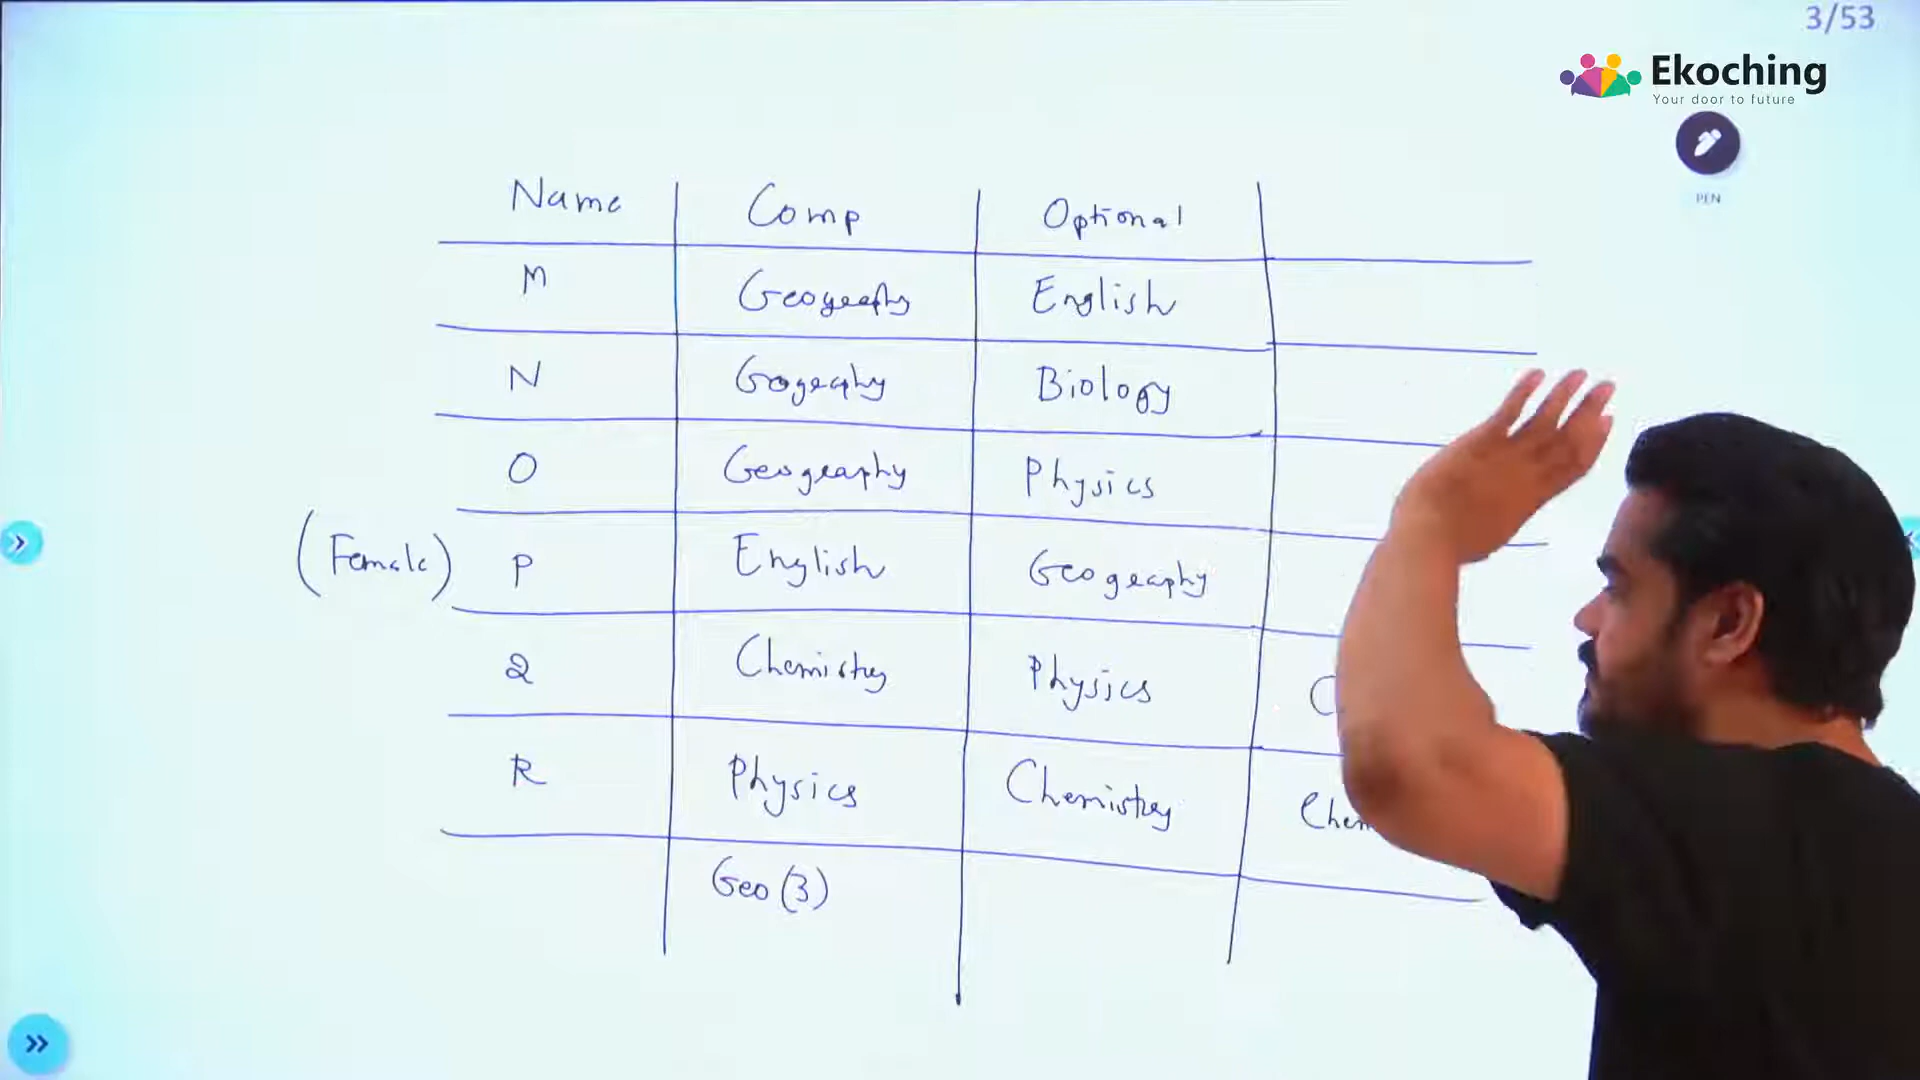 3/53
Ekoching
Your door to future
PEN
Name Comp Optional
M Geography English
N Gogeaphy Biology
O Geography Physics
(Female) P English Geography
Q Chemistry Physics
R Physics Chemistry
Geo (3)